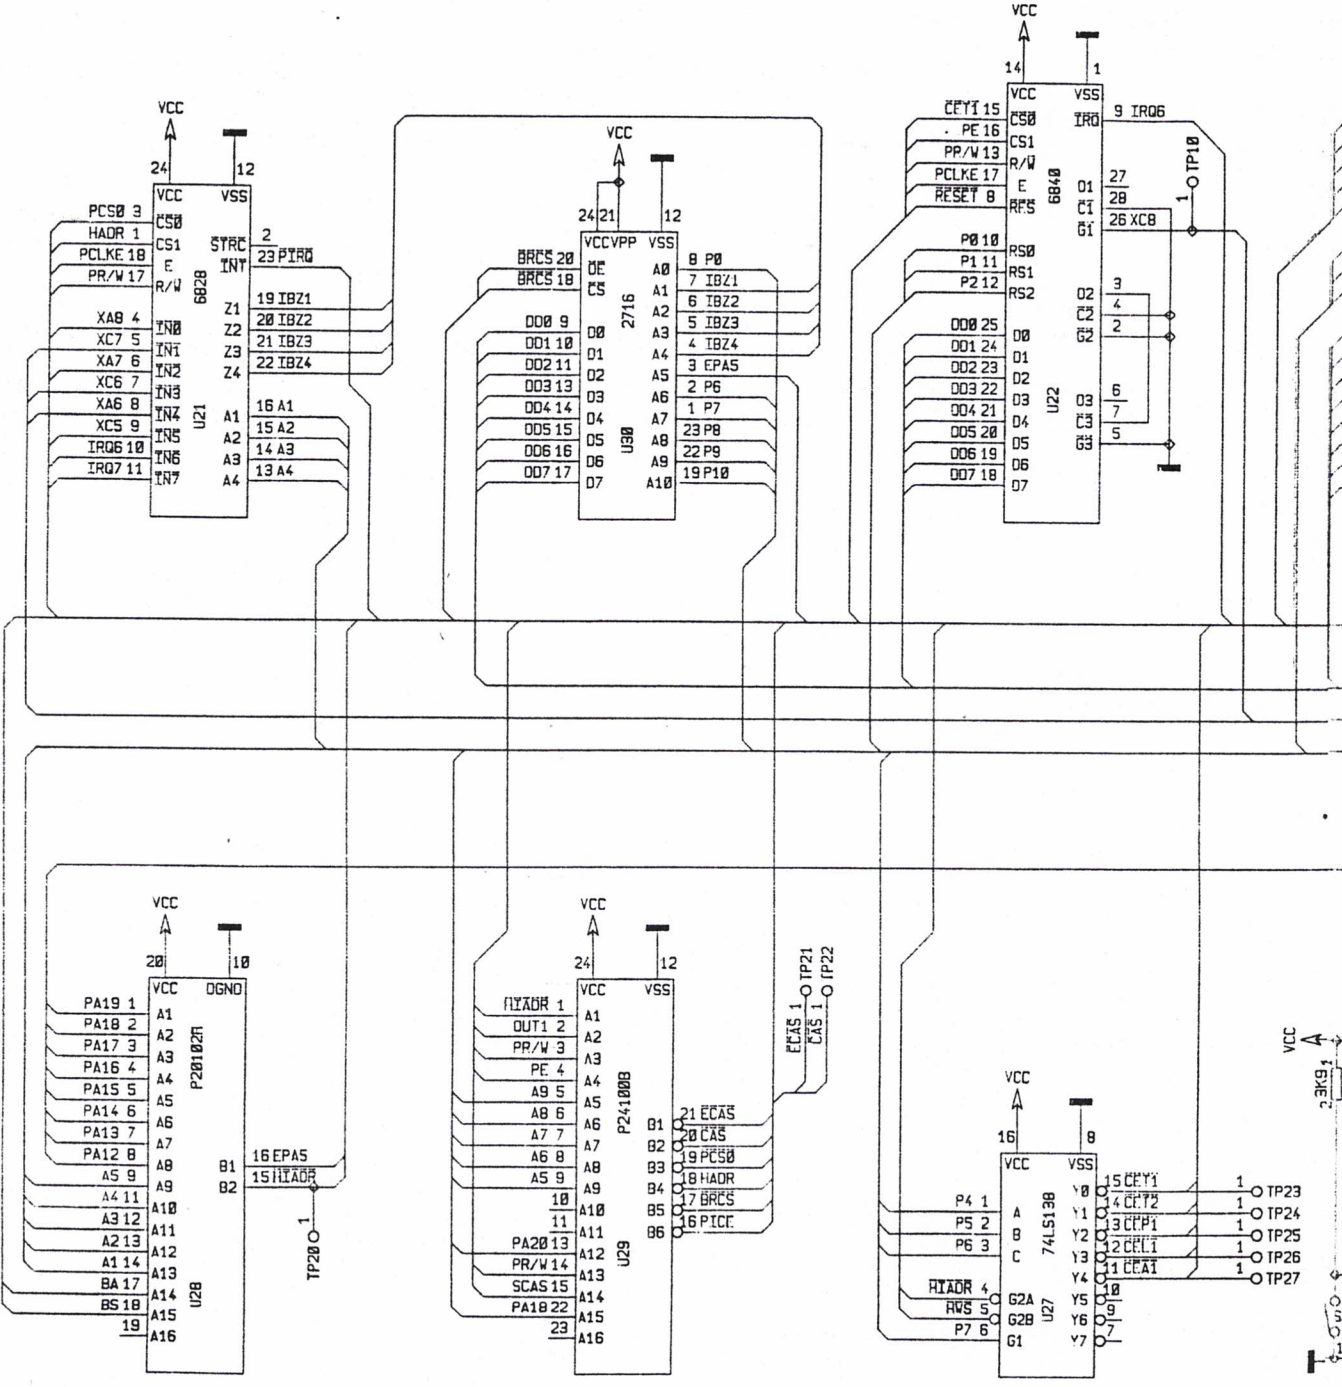 VCC
24
12
VCC
VSS
PCS0 3 CS0
HADR 1 CS1
PCLKE 18 E
PR/W 17 R/W
STRC 2
INT 23 PIRQ
6828
Z1 19 IBZ1
Z2 20 IBZ2
Z3 21 IBZ3
Z4 22 IBZ4
XA8 4 IN0
XC7 5 IN1
XA7 6 IN2
XC6 7 IN3
XA6 8 IN4
XC5 9 IN5
IRQ6 10 IN6
IRQ7 11 IN7
U21
A1 16 A1
A2 15 A2
A3 14 A3
A4 13 A4
VCC
24 21
12
VCC VPP VSS
BRCS 20 OE
BRCS 18 CS
2716
DD0 9 D0
DD1 10 D1
DD2 11 D2
DD3 13 D3
DD4 14 D4
DD5 15 D5
DD6 16 D6
DD7 17 D7
U30
A0 8 P0
A1 7 IBZ1
A2 6 IBZ2
A3 5 IBZ3
A4 4 IBZ4
A5 3 EPA5
A6 2 P6
A7 1 P7
A8 23 P8
A9 22 P9
A10 19 P10
VCC
14
1
VCC
VSS
CET1 15 CS0
PE 16 CS1
PR/W 13 R/W
PCLKE 17 E
RESET 8 RES
6840
P0 10 RS0
P1 11 RS1
P2 12 RS2
DD0 25 D0
DD1 24 D1
DD2 23 D2
DD3 22 D3
DD4 21 D4
DD5 20 D5
DD6 19 D6
DD7 18 D7
U22
IRQ 9 IRQ6
O1 27
C1 28
G1 26 XC8
1 TP10
O2 3
C2 4
G2 2
O3 6
C3 7
G3 5
VCC
20
10
VCC
DGND
PA19 1 A1
PA18 2 A2
PA17 3 A3
PA16 4 A4
PA15 5 A5
PA14 6 A6
PA13 7 A7
PA12 8 A8
A5 9 A9
A4 11 A10
A3 12 A11
A2 13 A12
A1 14 A13
BA 17 A14
BS 18 A15
19 A16
P20102A
U28
B1 16 EPA5
B2 15 HIADR
1
TP20
VCC
24
12
VCC
VSS
HIADR 1 A1
OUT1 2 A2
PR/W 3 A3
PE 4 A4
A9 5 A5
A8 6 A6
A7 7 A7
A6 8 A8
A5 9 A9
10 A10
11 A11
PA20 13 A12
PR/W 14 A13
SCAS 15 A14
PA18 22 A15
23 A16
P24100B
U29
B1 21 ECAS
B2 20 CAS
B3 19 PCS0
B4 18 HADR
B5 17 BRCS
B6 16 PICE
ECAS 1 TP21
CAS 1 TP22
VCC
16
8
VCC
VSS
P4 1 A
P5 2 B
P6 3 C
HIADR 4 G2A
RWS 5 G2B
P7 6 G1
74LS138
U27
Y0 15 CET1 1 TP23
Y1 14 CET2 1 TP24
Y2 13 CEP1 1 TP25
Y3 12 CEL1 1 TP26
Y4 11 CEA1 1 TP27
Y5 10
Y6 9
Y7 7
VCC
1